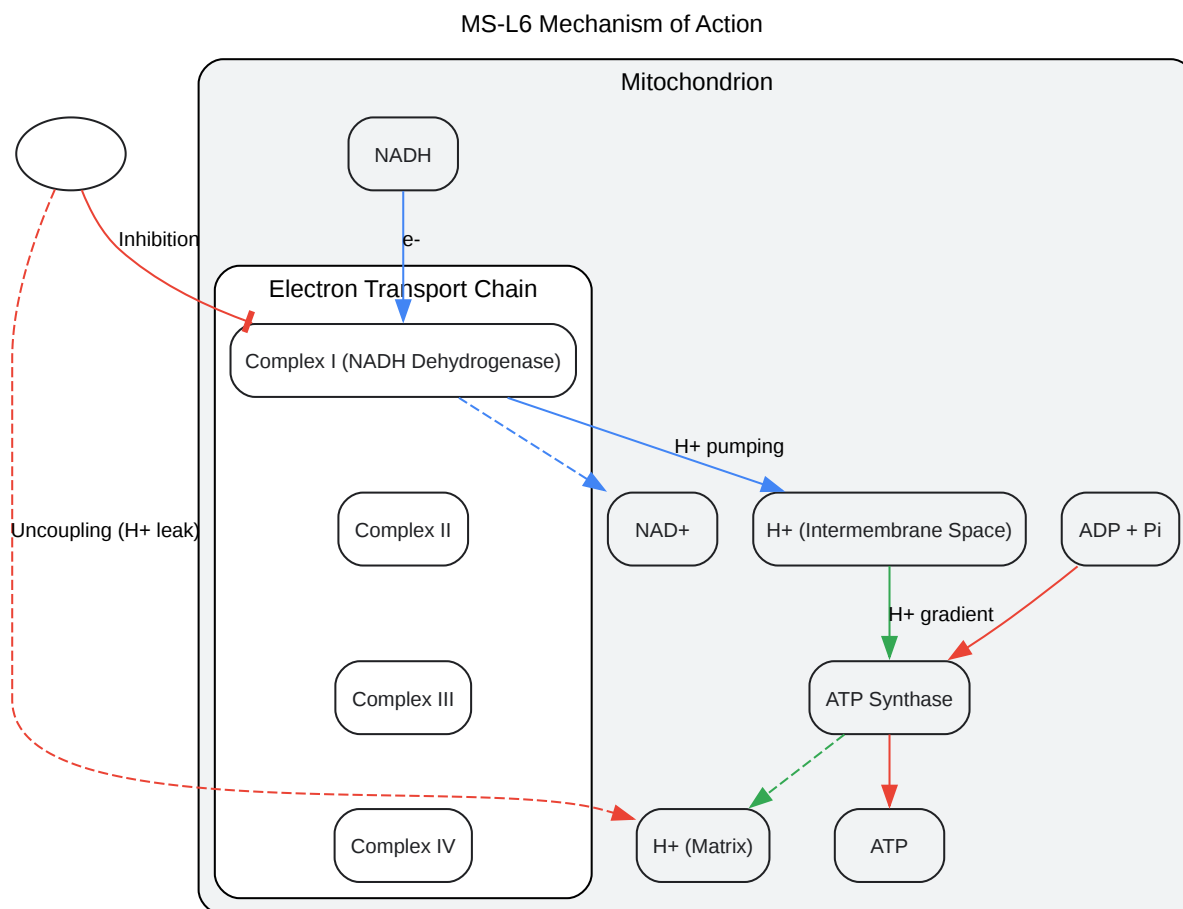 MS-L6 Mechanism of Action
Mitochondrion
NADH
Inhibition
e-
Electron Transport Chain
Complex I (NADH Dehydrogenase)
H+ pumping
Uncoupling (H+ leak)
Complex II
NAD+
H+ (Intermembrane Space)
ADP + Pi
H+ gradient
Complex III
ATP Synthase
Complex IV
H+ (Matrix)
ATP